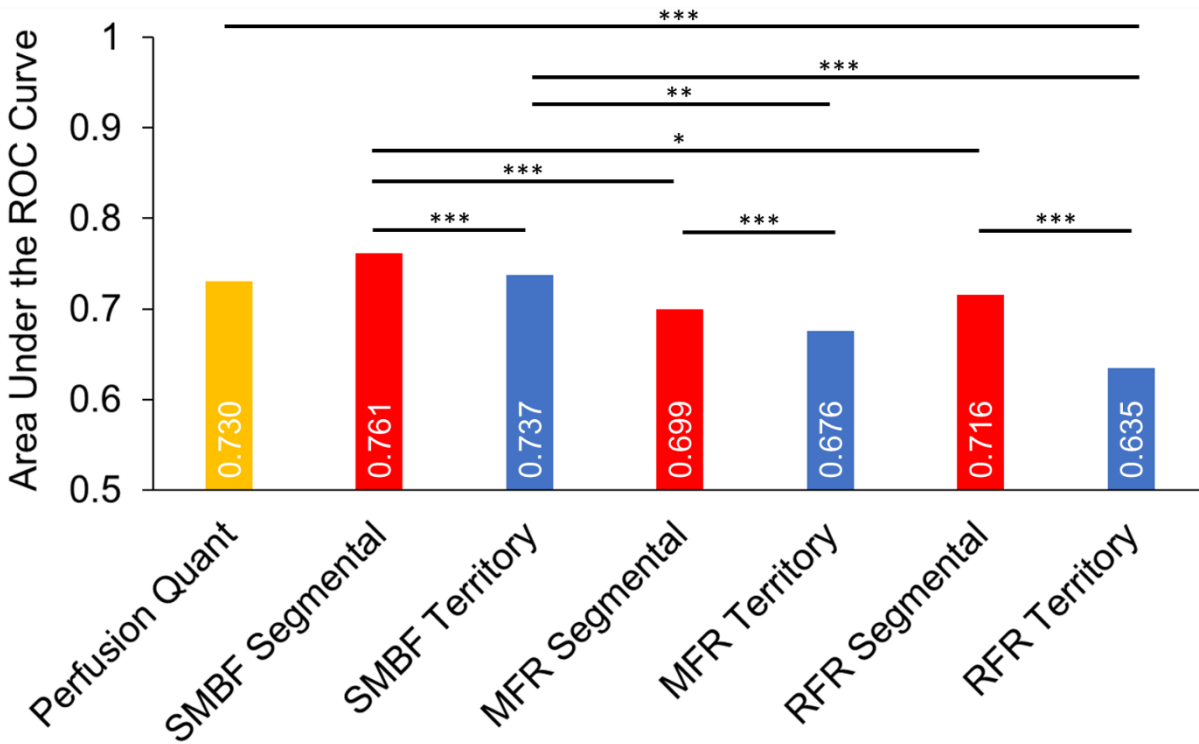 Area Under the ROC Curve
1
0.9
0.8
0.7
0.6
0.5
***
***
**
*
***
***
***
***
0.730
0.761
0.737
0.699
0.676
0.716
0.635
Perfusion Quant
SMBF Segmental
SMBF Territory
MFR Segmental
MFR Territory
RFR Segmental
RFR Territory